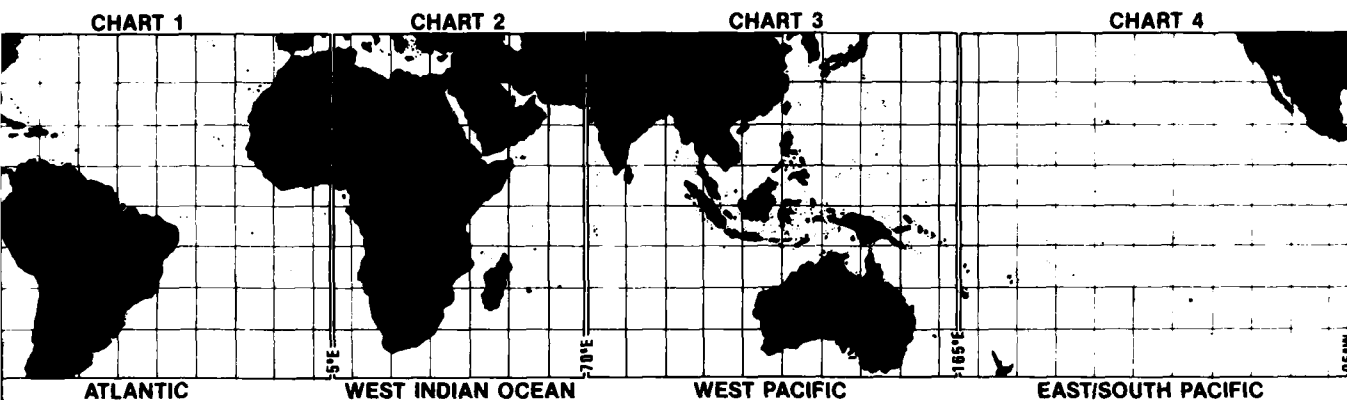 CHART 1 CHART 2 CHART 3 CHART 4
5°E 70°E 165°E
ATLANTIC WEST INDIAN OCEAN WEST PACIFIC EAST/SOUTH PACIFIC